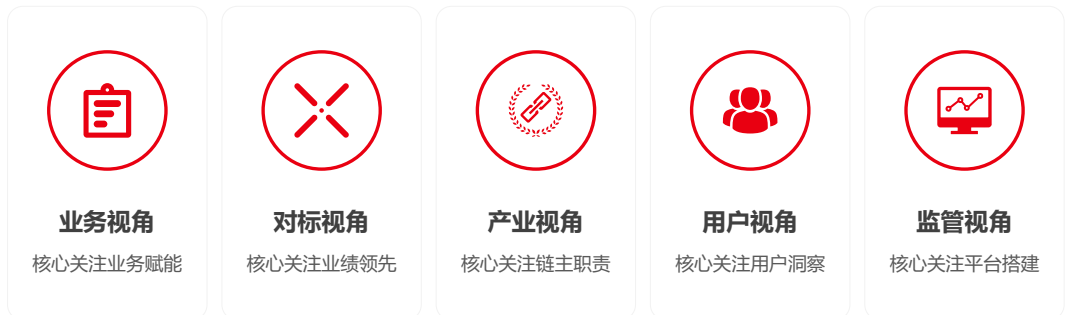 业务视角
核心关注业务赋能
对标视角
核心关注业绩领先
产业视角
核心关注链主职责
用户视角
核心关注用户洞察
监管视角
核心关注平台搭建